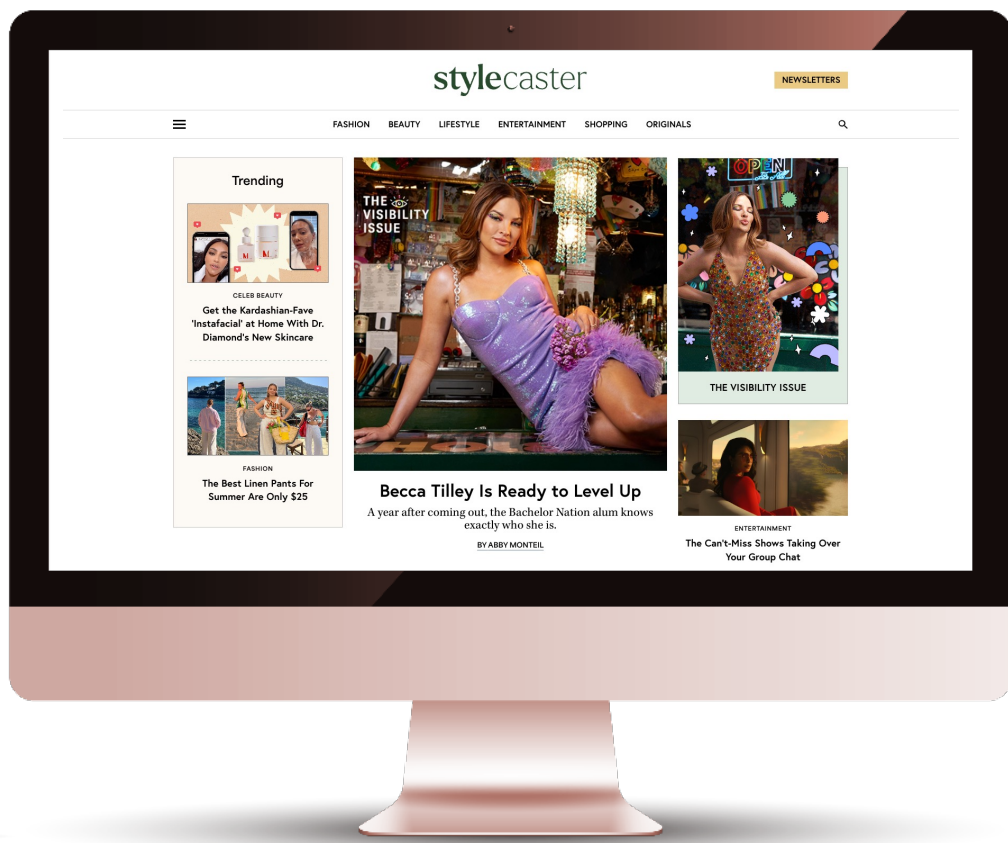 stylecaster
NEWSLETTERS
FASHION BEAUTY LIFESTYLE ENTERTAINMENT SHOPPING ORIGINALS
Trending
CELEB BEAUTY
Get the Kardashian-Fave
'Instafacial' at Home With Dr.
Diamond's New Skincare
FASHION
The Best Linen Pants For
Summer Are Only $25
THE
VISIBILITY
ISSUE
Becca Tilley Is Ready to Level Up
A year after coming out, the Bachelor Nation alum knows
exactly who she is.
BY ABBY MONTEIL
OPEN
THE VISIBILITY ISSUE
ENTERTAINMENT
The Can't-Miss Shows Taking Over
Your Group Chat